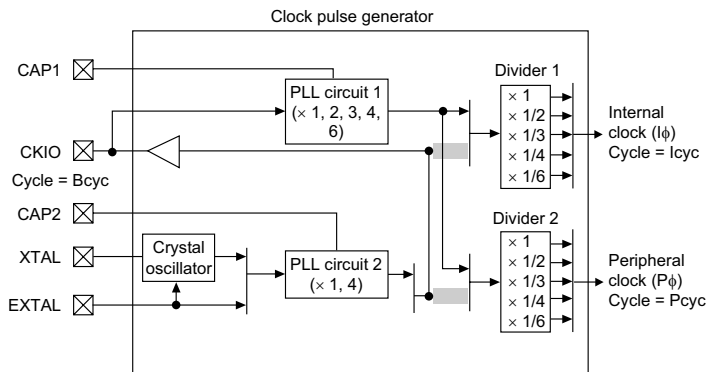 Clock pulse generator
CAP1
PLL circuit 1
(× 1, 2, 3, 4,
6)
Divider 1
× 1
× 1/2
× 1/3
× 1/4
× 1/6
Internal
clock (Iϕ)
Cycle = Icyc
CKIO
Cycle = Bcyc
CAP2
XTAL
Crystal
oscillator
EXTAL
PLL circuit 2
(× 1, 4)
Divider 2
× 1
× 1/2
× 1/3
× 1/4
× 1/6
Peripheral
clock (Pϕ)
Cycle = Pcyc